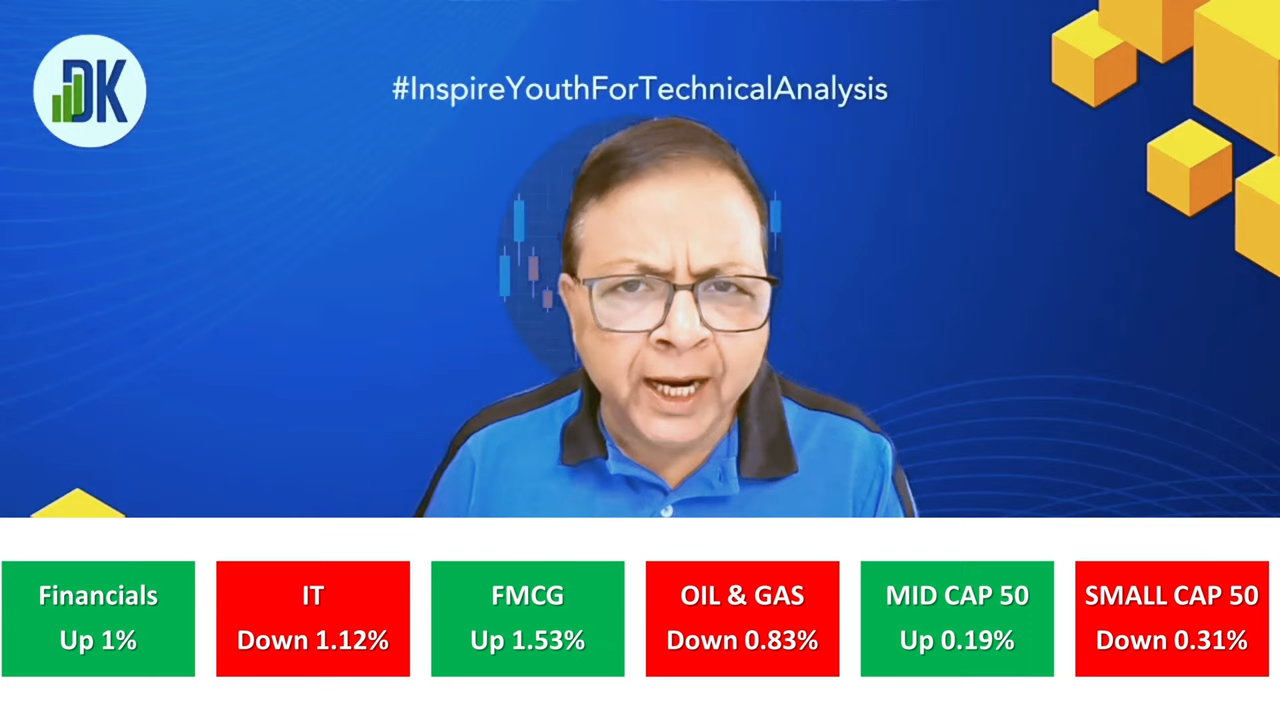 DK
#InspireYouthForTechnicalAnalysis
Financials
Up 1%
IT
Down 1.12%
FMCG
Up 1.53%
OIL & GAS
Down 0.83%
MID CAP 50
Up 0.19%
SMALL CAP 50
Down 0.31%